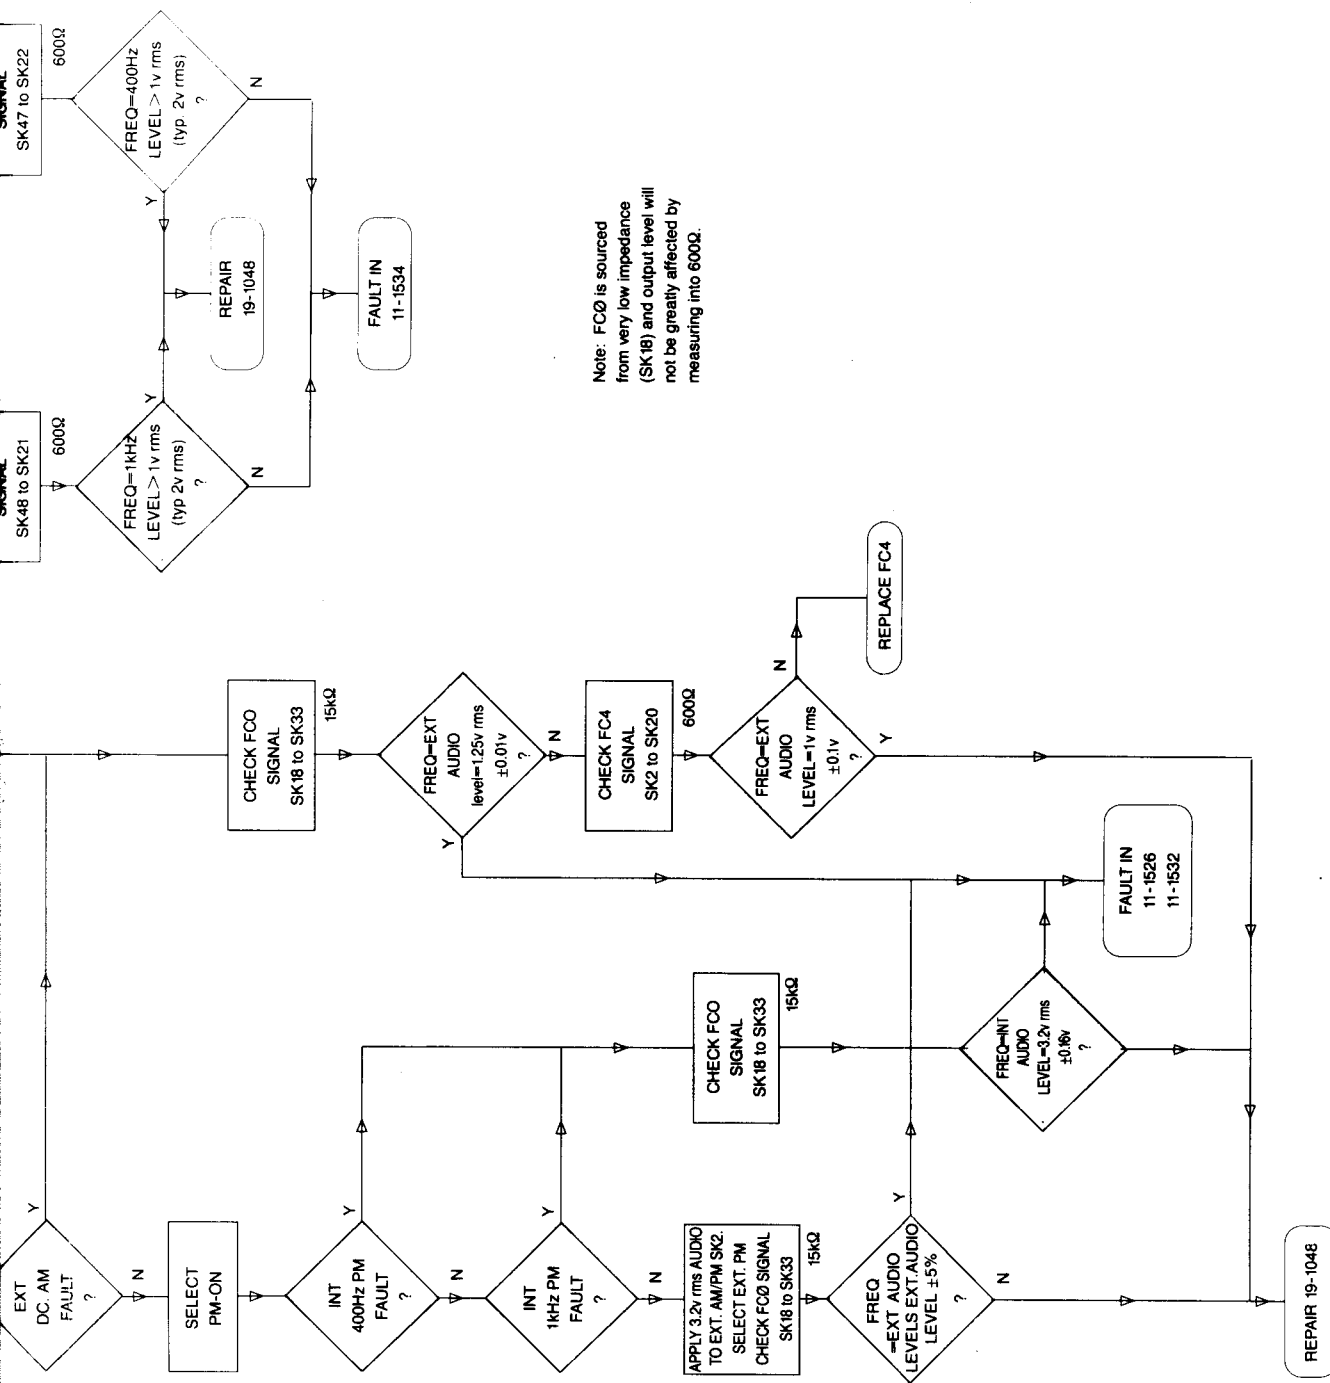 SIGNAL
SK48 to SK21
600Ω
FREQ=1kHz
LEVEL > 1v rms
(typ 2v rms)
?
Y
N
SIGNAL
SK47 to SK22
600Ω
FREQ=400Hz
LEVEL > 1v rms
(typ. 2v rms)
?
Y
N
REPAIR
19-1048
FAULT IN
11-1534
Note: FCØ is sourced
from very low impedance
(SK18) and output level will
not be greatly affected by
measuring into 600Ω.
EXT
DC. AM
FAULT
?
Y
N
SELECT
PM-ON
INT
400Hz PM
FAULT
?
Y
N
INT
1kHz PM
FAULT
?
Y
N
APPLY 3.2v rms AUDIO
TO EXT. AM/PM SK2.
SELECT EXT. PM
CHECK FCØ SIGNAL
SK18 to SK33
15kΩ
FREQ
=EXT AUDIO
LEVELS EXT.AUDIO
LEVEL ±5%
?
Y
N
CHECK FCO
SIGNAL
SK18 to SK33
15kΩ
FREQ=INT
AUDIO
LEVEL=3.2v rms
±0.16v
?
CHECK FCO
SIGNAL
SK18 to SK33
15kΩ
FREQ=EXT
AUDIO
level=1.25v rms
±0.01v
?
Y
N
CHECK FC4
SIGNAL
SK2 to SK20
600Ω
FREQ=EXT
AUDIO
LEVEL=1v rms
±0.1v
?
N
Y
REPLACE FC4
FAULT IN
11-1526
11-1532
REPAIR 19-1048